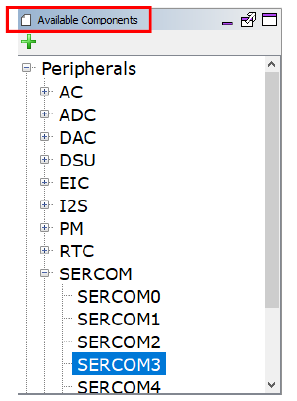 Available Components
Peripherals
AC
ADC
DAC
DSU
EIC
I2S
PM
RTC
SERCOM
SERCOM0
SERCOM1
SERCOM2
SERCOM3
SERCOM4